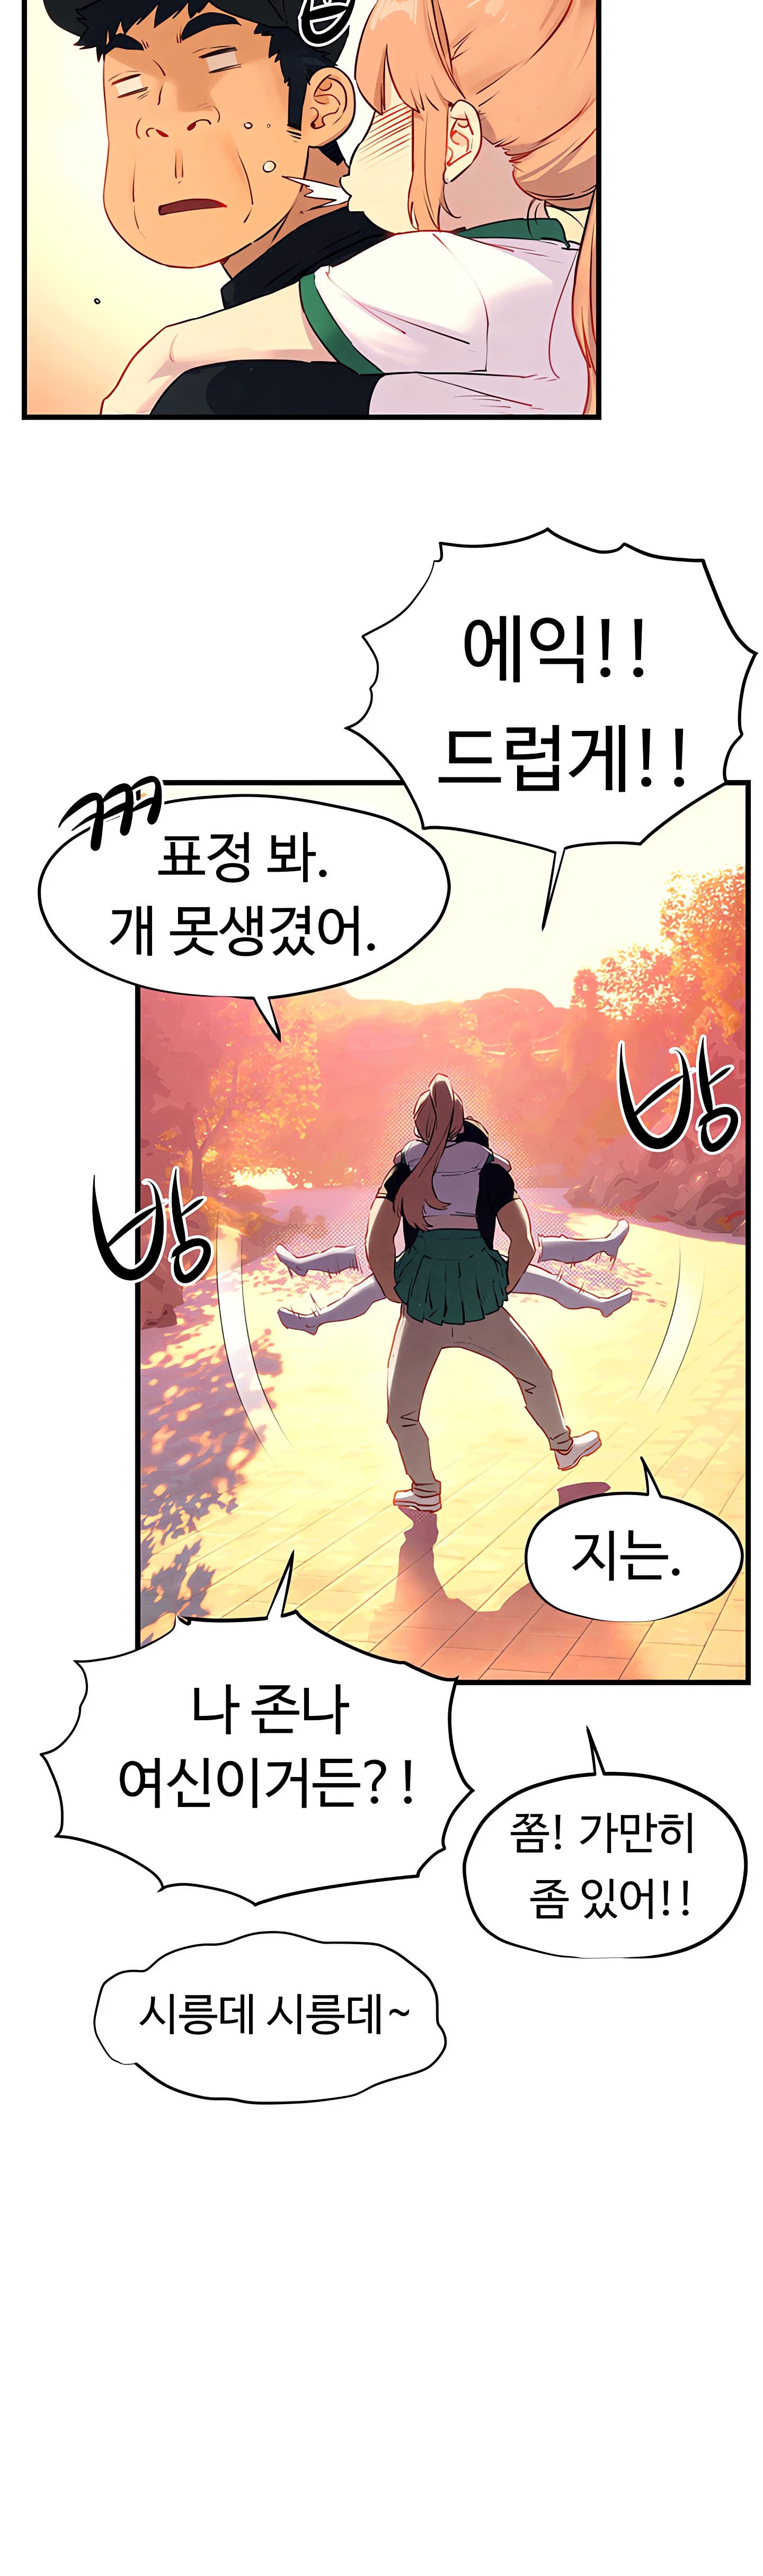 에익!!
드럽게!!
꺄
표정 봐.
개 못생겼어.
방
방
지는.
나 존나
여신이거든?!
쫌! 가만히
좀 있어!!
시릉데 시릉데~